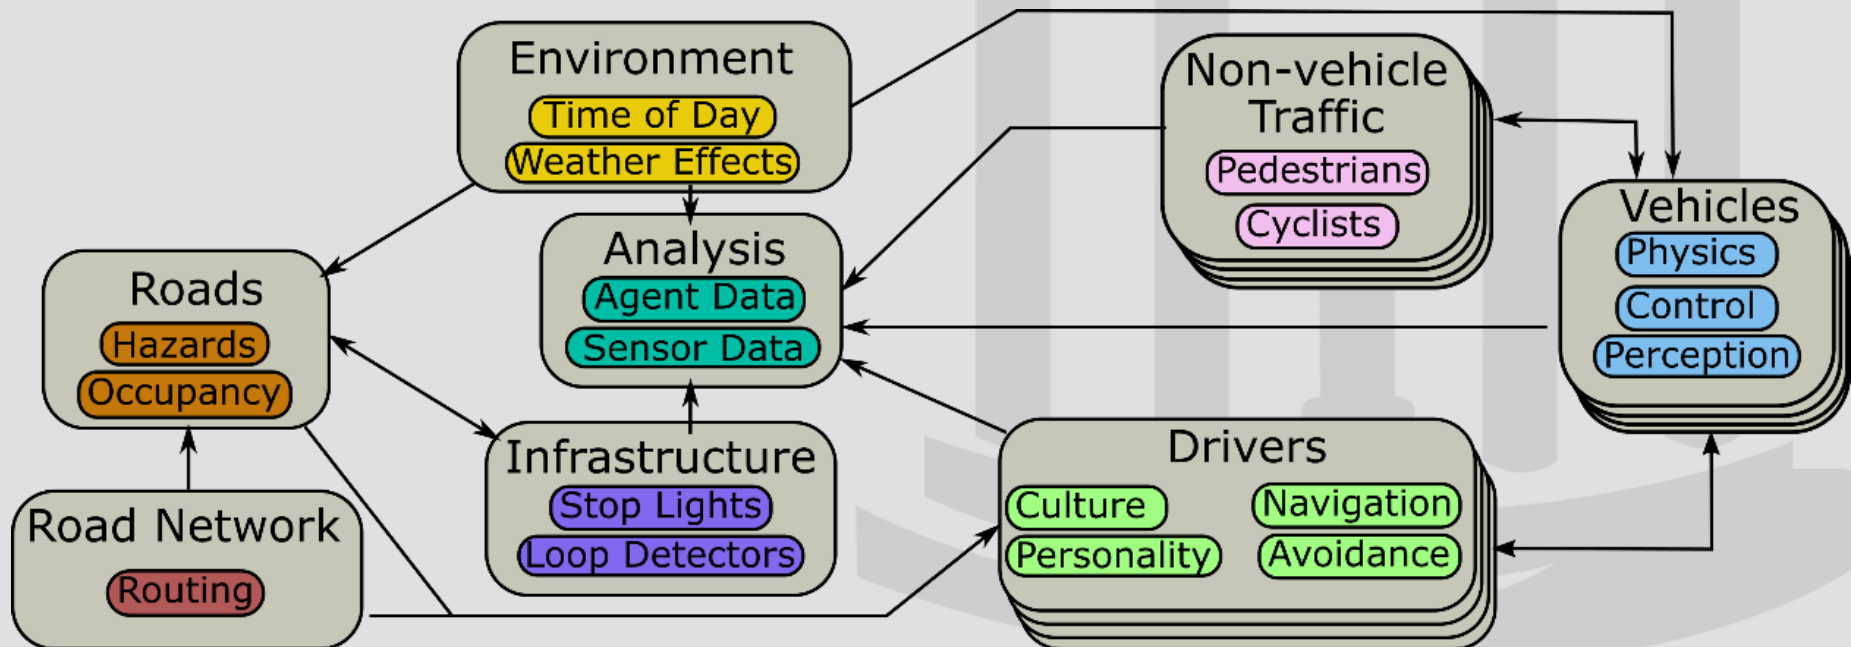 Environment
Time of Day
Weather Effects
Non-vehicle
Traffic
Pedestrians
Cyclists
Vehicles
Physics
Control
Perception
Analysis
Agent Data
Sensor Data
Roads
Hazards
Occupancy
Infrastructure
Stop Lights
Loop Detectors
Drivers
Culture
Navigation
Personality
Avoidance
Road Network
Routing